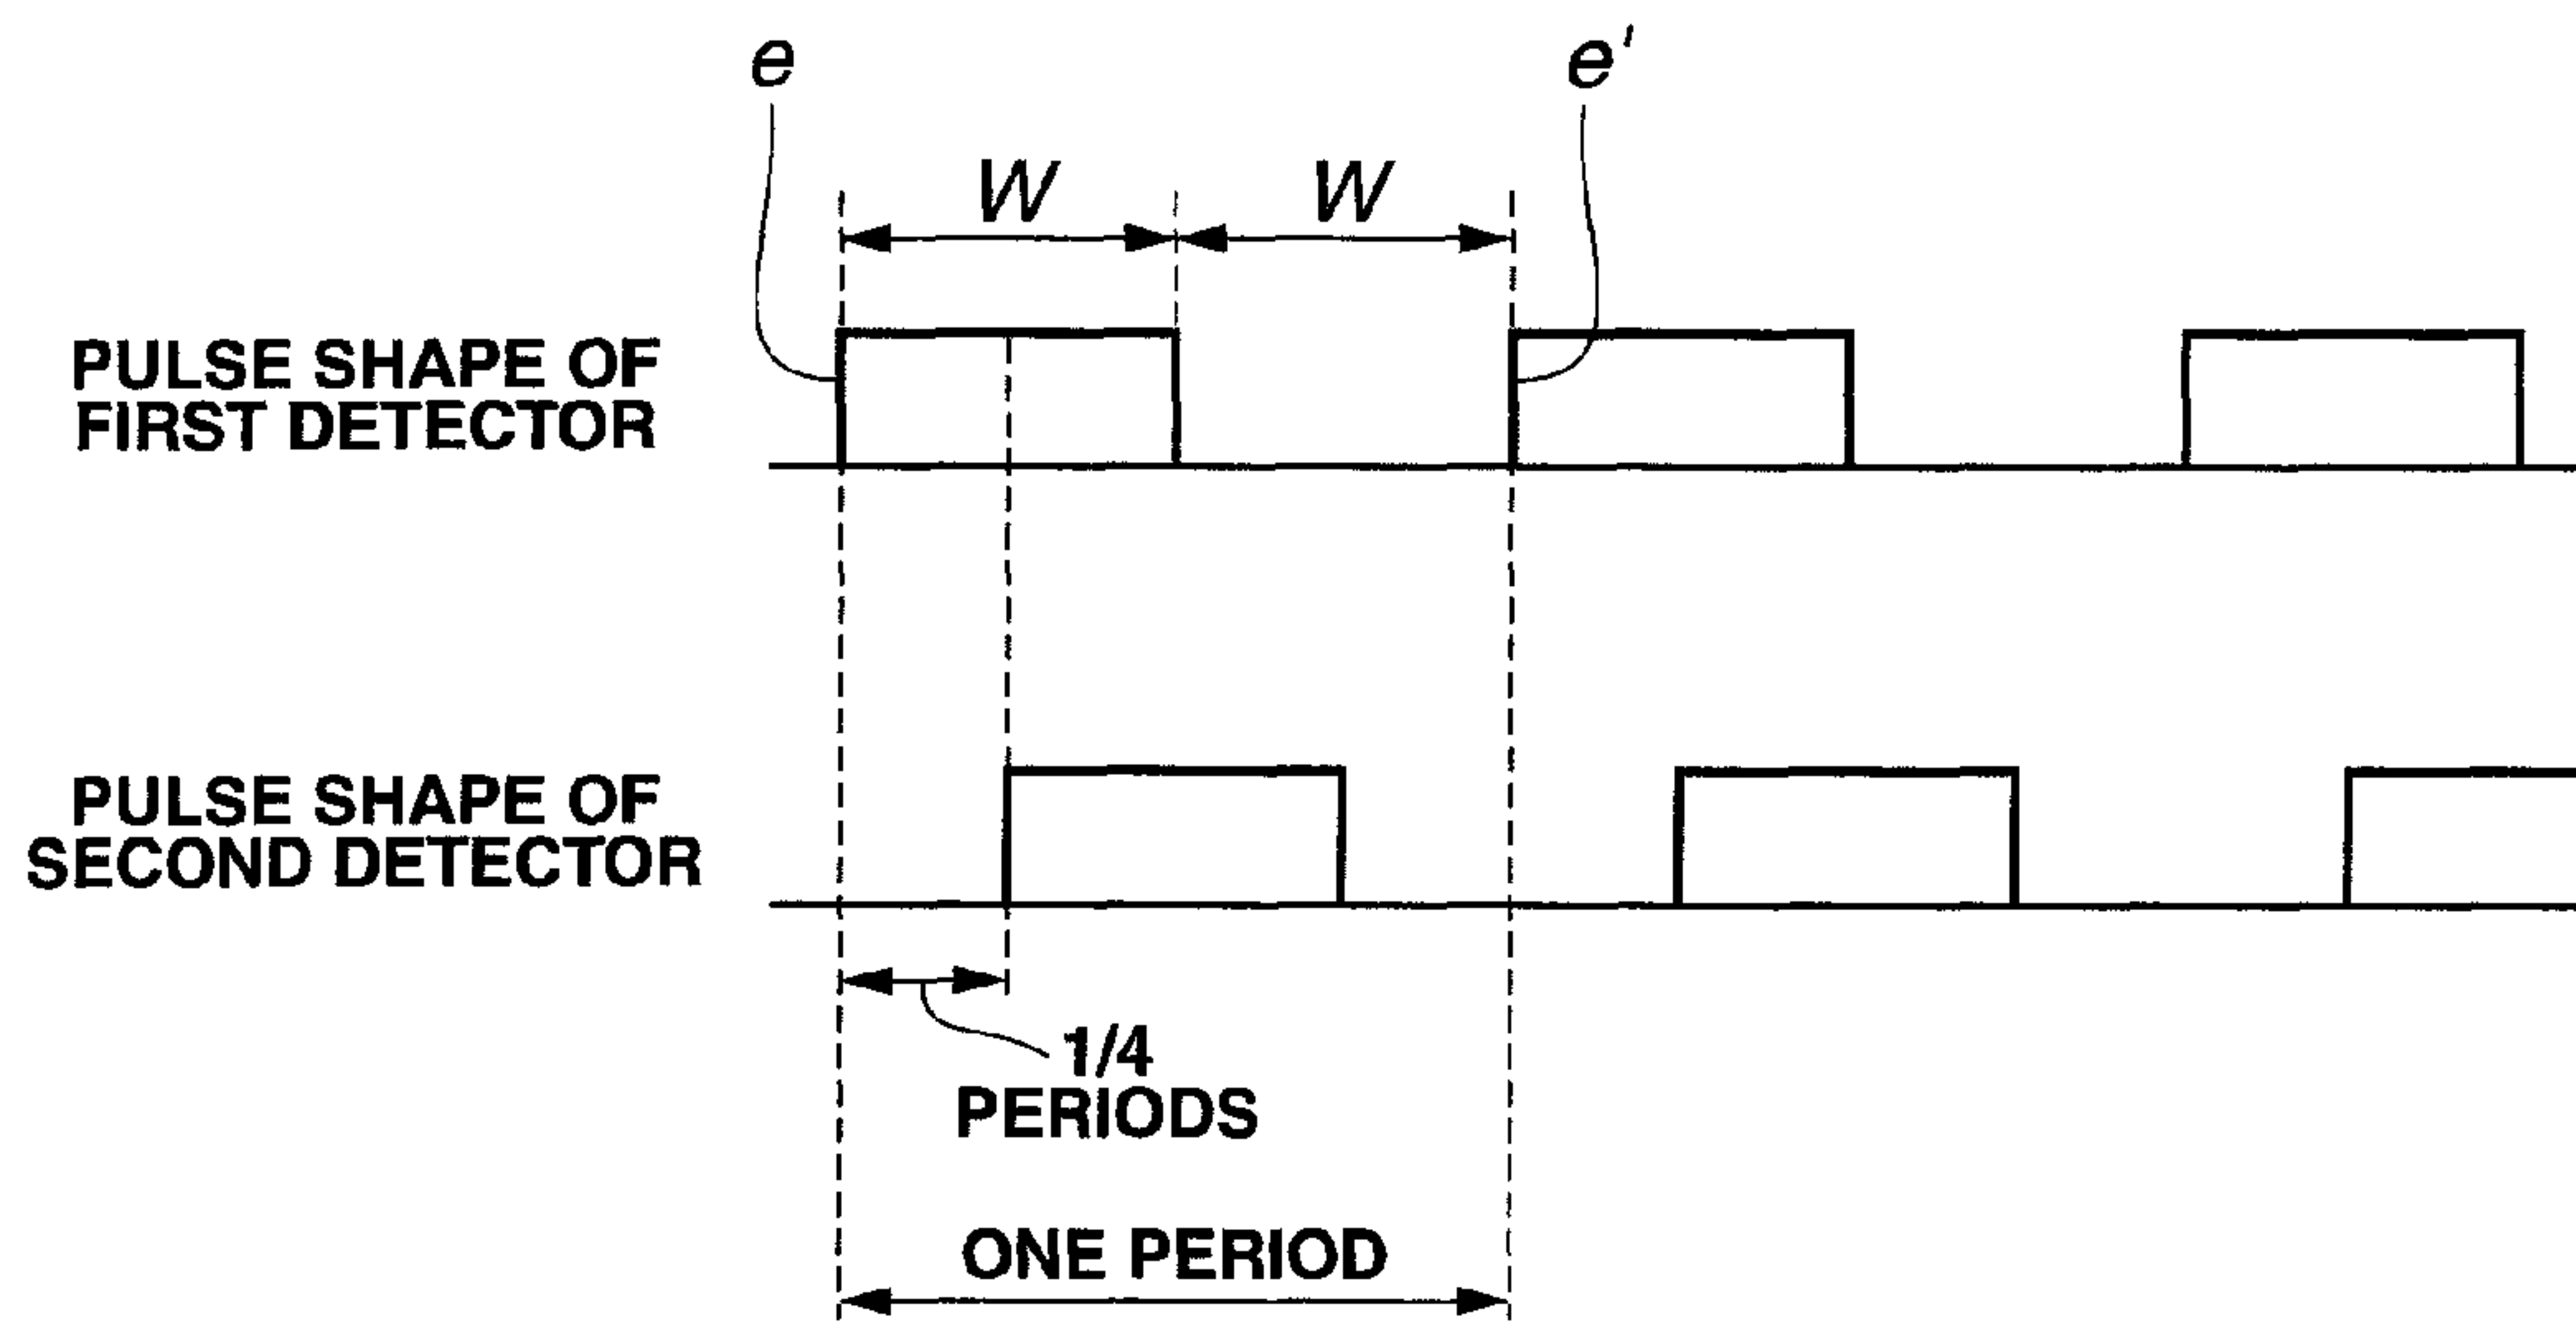 e
e'
W
W
PULSE SHAPE OF
FIRST DETECTOR
PULSE SHAPE OF
SECOND DETECTOR
1/4
PERIODS
ONE PERIOD